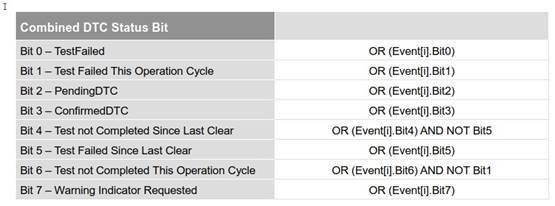 Combined DTC Status Bit
Bit 0 – TestFailed OR (Event[i].Bit0)
Bit 1 – Test Failed This Operation Cycle OR (Event[i].Bit1)
Bit 2 – PendingDTC OR (Event[i].Bit2)
Bit 3 – ConfirmedDTC OR (Event[i].Bit3)
Bit 4 – Test not Completed Since Last Clear OR (Event[i].Bit4) AND NOT Bit5
Bit 5 – Test Failed Since Last Clear OR (Event[i].Bit5)
Bit 6 – Test not Completed This Operation Cycle OR (Event[i].Bit6) AND NOT Bit1
Bit 7 – Warning Indicator Requested OR (Event[i].Bit7)